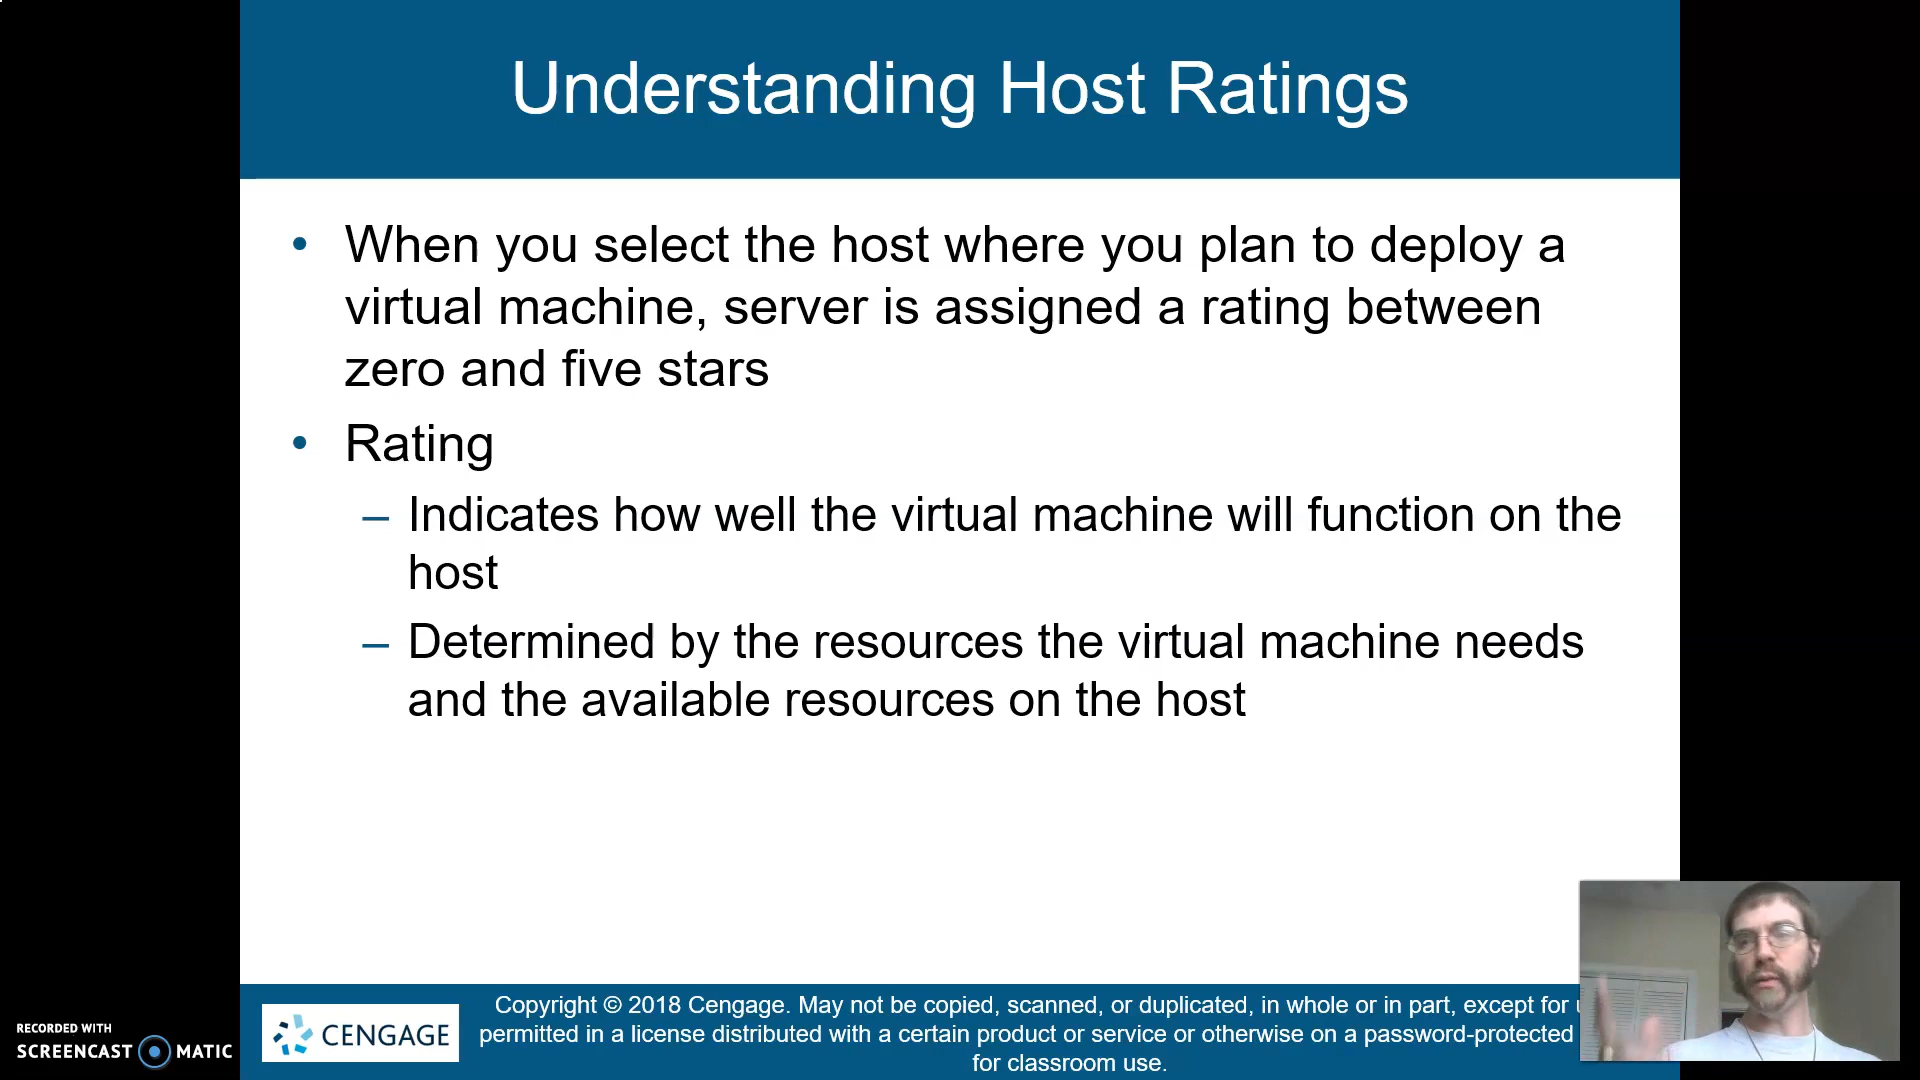 Understanding Host Ratings
• When you select the host where you plan to deploy a
virtual machine, server is assigned a rating between
zero and five stars
• Rating
– Indicates how well the virtual machine will function on the
host
– Determined by the resources the virtual machine needs
and the available resources on the host
CENGAGE
Copyright © 2018 Cengage. May not be copied, scanned, or duplicated, in whole or in part, except for
permitted in a license distributed with a certain product or service or otherwise on a password-protected
for classroom use.
RECORDED WITH
SCREENCAST MATIC